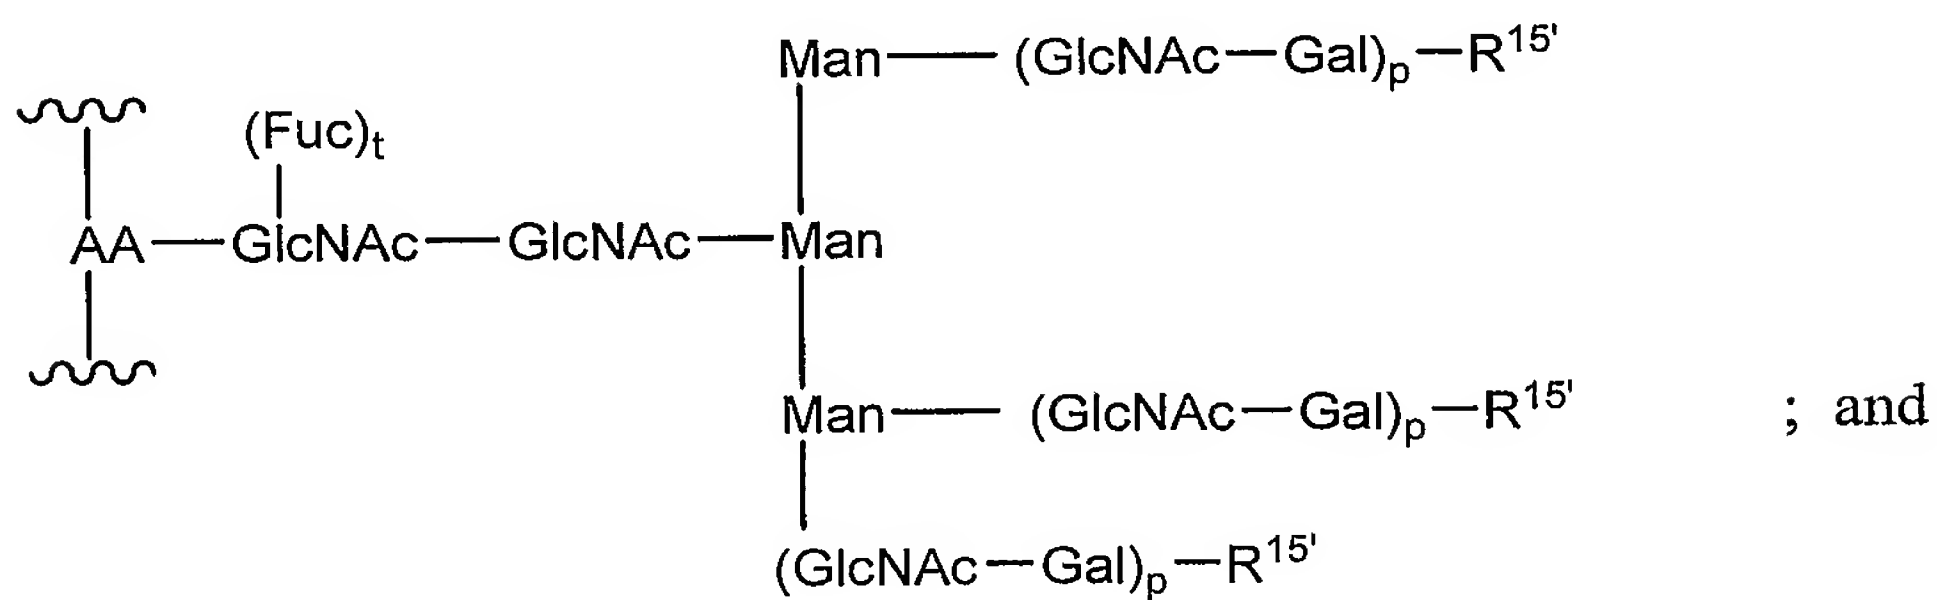 Man—(GlcNAc—Gal)p—R15'
(Fuc)t
AA—GlcNAc—GlcNAc—Man
Man—(GlcNAc—Gal)p—R15' ; and
(GlcNAc—Gal)p—R15'